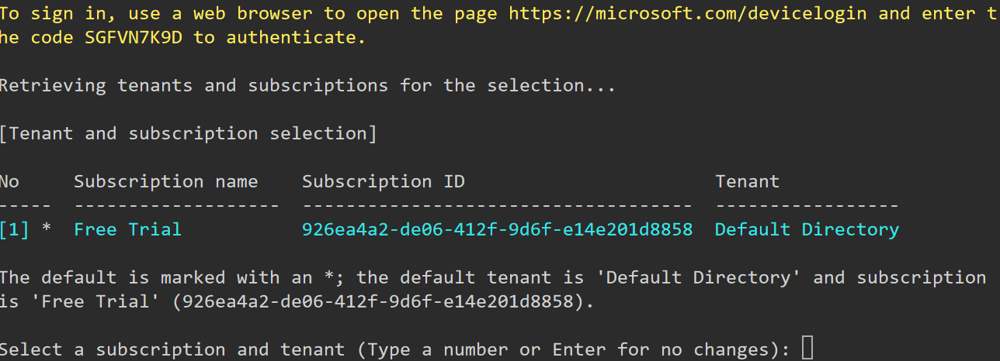 To sign in, use a web browser to open the page https://microsoft.com/devicelogin and enter t
he code SGFVN7K9D to authenticate.
Retrieving tenants and subscriptions for the selection...
[Tenant and subscription selection]
No     Subscription name    Subscription ID                       Tenant
-----  -------------------  ------------------------------------  -----------------
[1] *  Free Trial           926ea4a2-de06-412f-9d6f-e14e201d8858  Default Directory
The default is marked with an *; the default tenant is 'Default Directory' and subscription
is 'Free Trial' (926ea4a2-de06-412f-9d6f-e14e201d8858).
Select a subscription and tenant (Type a number or Enter for no changes):